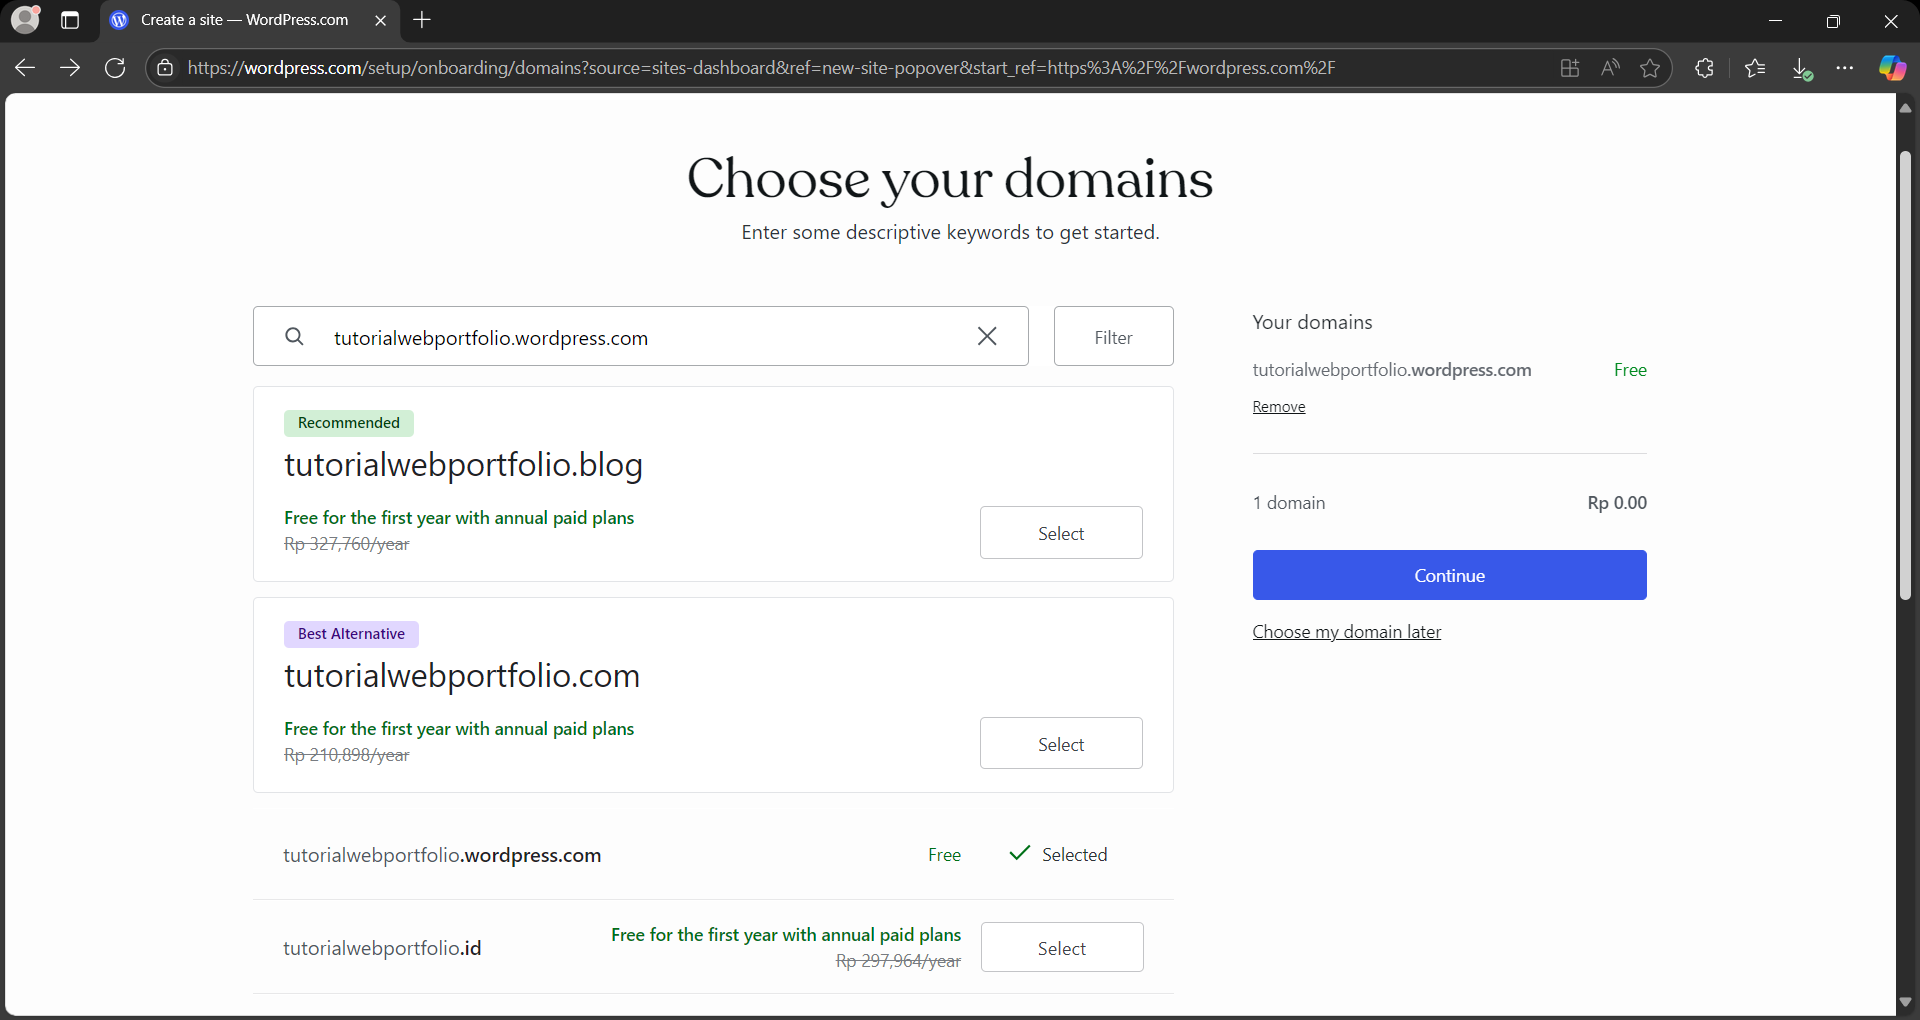 Create a site — WordPress.com
https://wordpress.com/setup/onboarding/domains?source=sites-dashboard&ref=new-site-popover&start_ref=https%3A%2F%2Fwordpress.com%2F
Choose your domains
Enter some descriptive keywords to get started.
tutorialwebportfolio.wordpress.com
Filter
Recommended
tutorialwebportfolio.blog
Free for the first year with annual paid plans
Rp 327,760/year
Select
Best Alternative
tutorialwebportfolio.com
Free for the first year with annual paid plans
Rp 210,898/year
Select
tutorialwebportfolio.wordpress.com
Free
Selected
tutorialwebportfolio.id
Free for the first year with annual paid plans
Rp 297,964/year
Select
Your domains
tutorialwebportfolio.wordpress.com
Free
Remove
1 domain
Rp 0.00
Continue
Choose my domain later